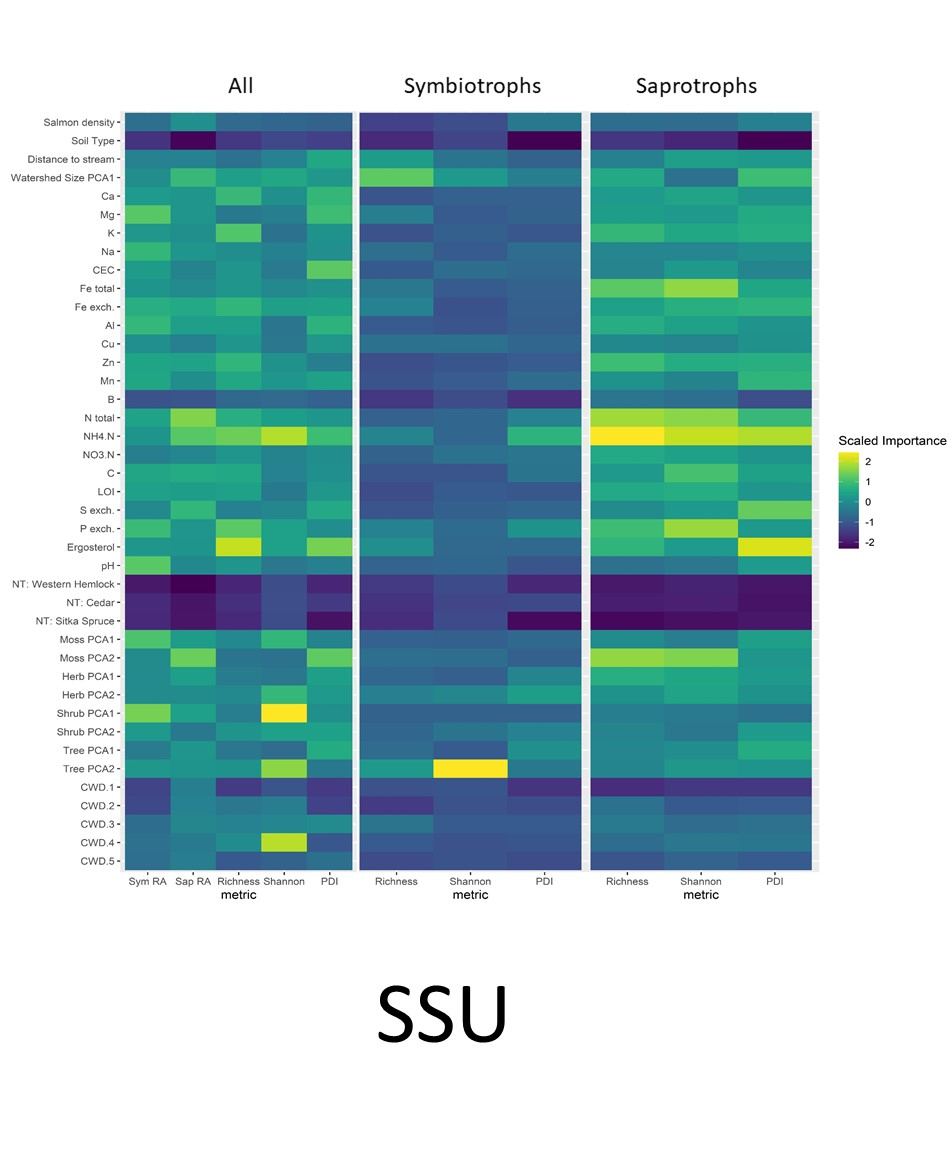 All Symbiotrophs Saprotrophs
Salmon density
Soil Type
Distance to stream
Watershed Size PCA1
Ca
Mg
K
Na
CEC
Fe total
Fe exch.
Al
Cu
Zn
Mn
B
N total
NH4.N
NO3.N
C
LOI
S exch.
P exch.
Ergosterol
pH
NT: Western Hemlock
NT: Cedar
NT: Sitka Spruce
Moss PCA1
Moss PCA2
Herb PCA1
Herb PCA2
Shrub PCA1
Shrub PCA2
Tree PCA1
Tree PCA2
CWD.1
CWD.2
CWD.3
CWD.4
CWD.5
Sym RA Sap RA Richness Shannon PDI Richness Shannon PDI Richness Shannon PDI
metric metric metric
Scaled Importance
2
1
0
-1
-2
SSU